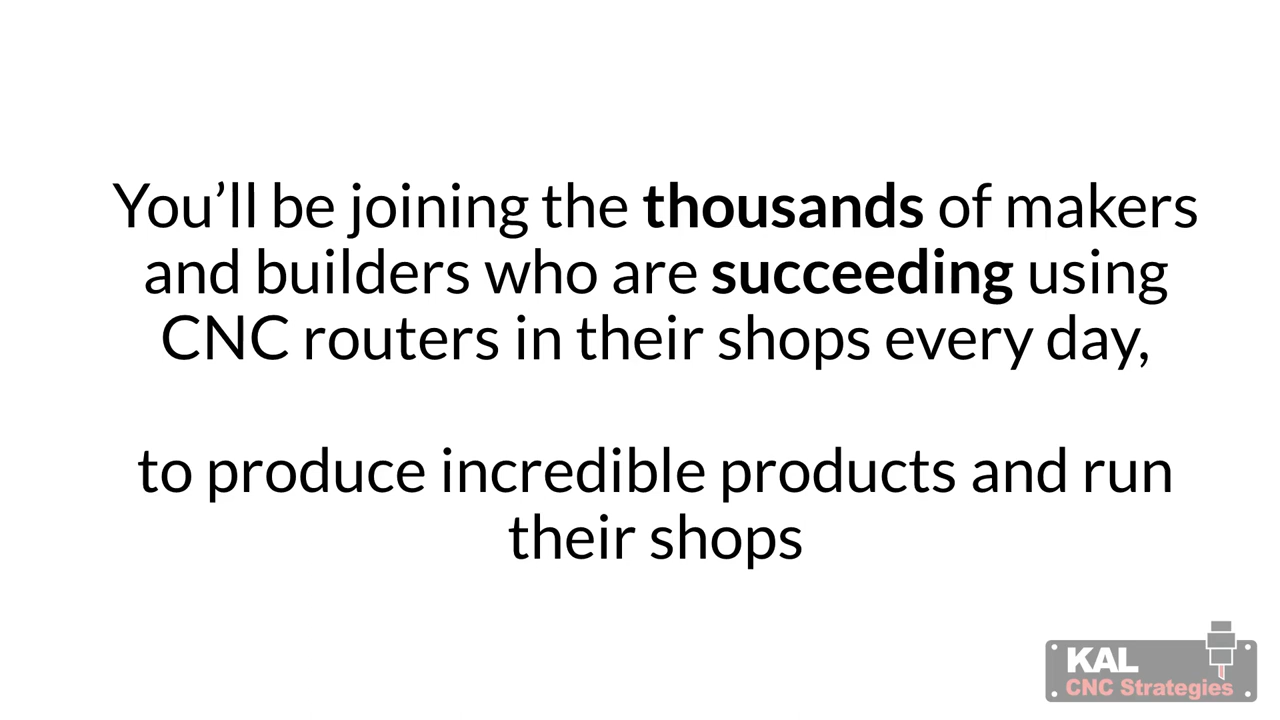 You’ll be joining the thousands of makers
and builders who are succeeding using
CNC routers in their shops every day,
to produce incredible products and run
their shops
KAL
CNC Strategies